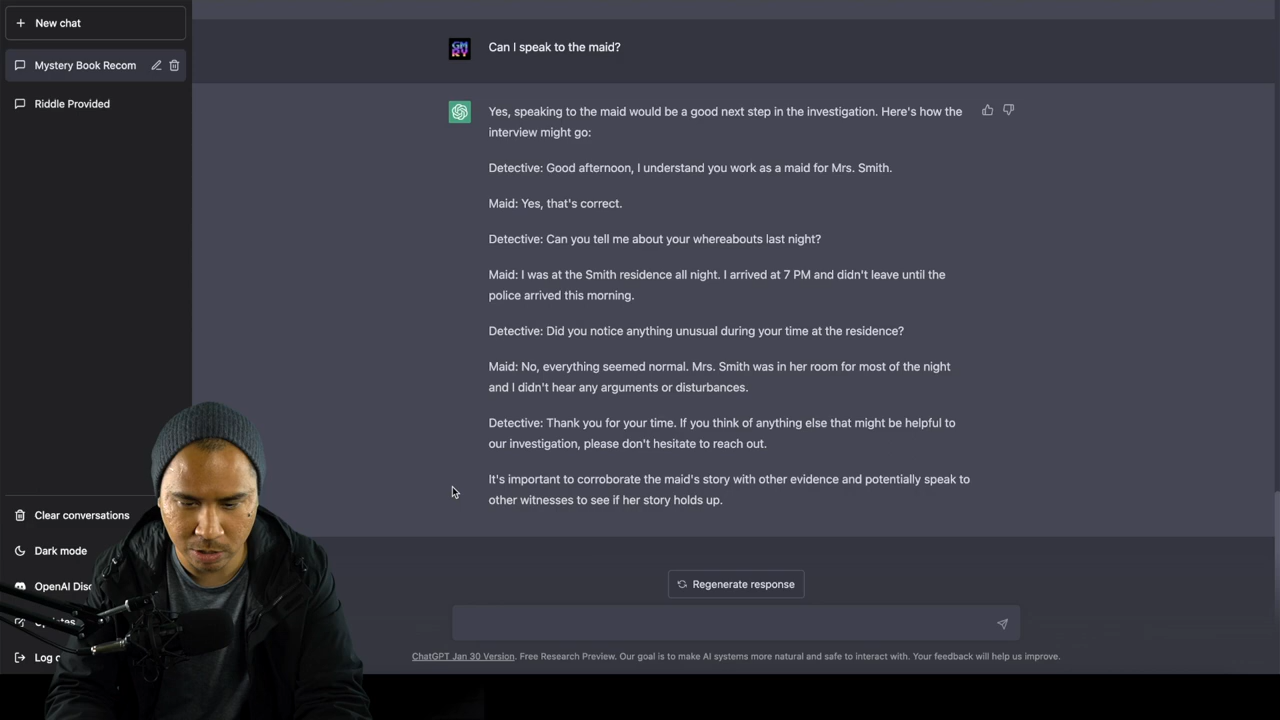 New chat
Mystery Book Recom
Riddle Provided
Can I speak to the maid?
Yes, speaking to the maid would be a good next step in the investigation. Here's how the
interview might go:
Detective: Good afternoon, I understand you work as a maid for Mrs. Smith.
Maid: Yes, that's correct.
Detective: Can you tell me about your whereabouts last night?
Maid: I was at the Smith residence all night. I arrived at 7 PM and didn't leave until the
police arrived this morning.
Detective: Did you notice anything unusual during your time at the residence?
Maid: No, everything seemed normal. Mrs. Smith was in her room for most of the night
and I didn't hear any arguments or disturbances.
Detective: Thank you for your time. If you think of anything else that might be helpful to
our investigation, please don't hesitate to reach out.
It's important to corroborate the maid's story with other evidence and potentially speak to
other witnesses to see if her story holds up.
Clear conversations
Dark mode
OpenAI Disc
Log
Regenerate response
ChatGPT Jan 30 Version. Free Research Preview. Our goal is to make AI systems more natural and safe to interact with. Your feedback will help us improve.